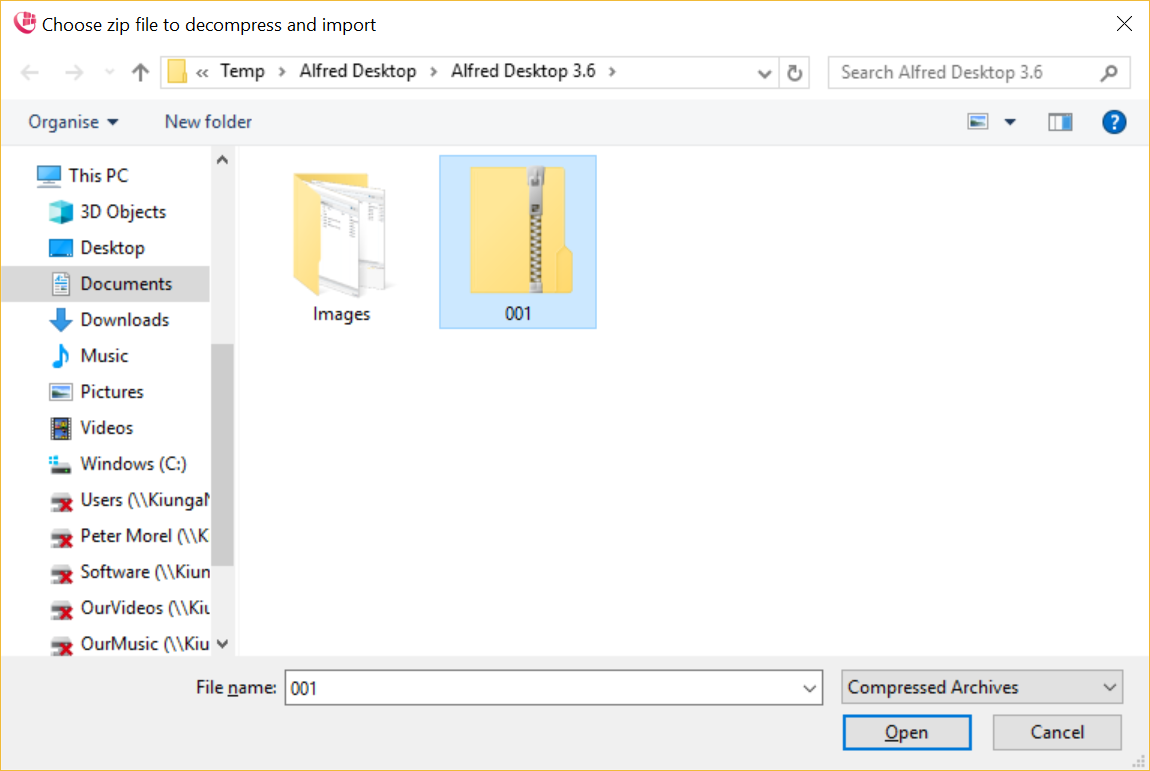 Choose zip file to decompress and import
« Temp › Alfred Desktop › Alfred Desktop 3.6 ›
Search Alfred Desktop 3.6
Organise
New folder
?
This PC
3D Objects
Desktop
Documents
Downloads
Music
Pictures
Videos
Windows (C:)
Users (\\Kiunga
Peter Morel (\\K
Software (\\Kiun
OurVideos (\\Kiu
OurMusic (\\Kiu
Images
001
File name:
001
Compressed Archives
Open
Cancel